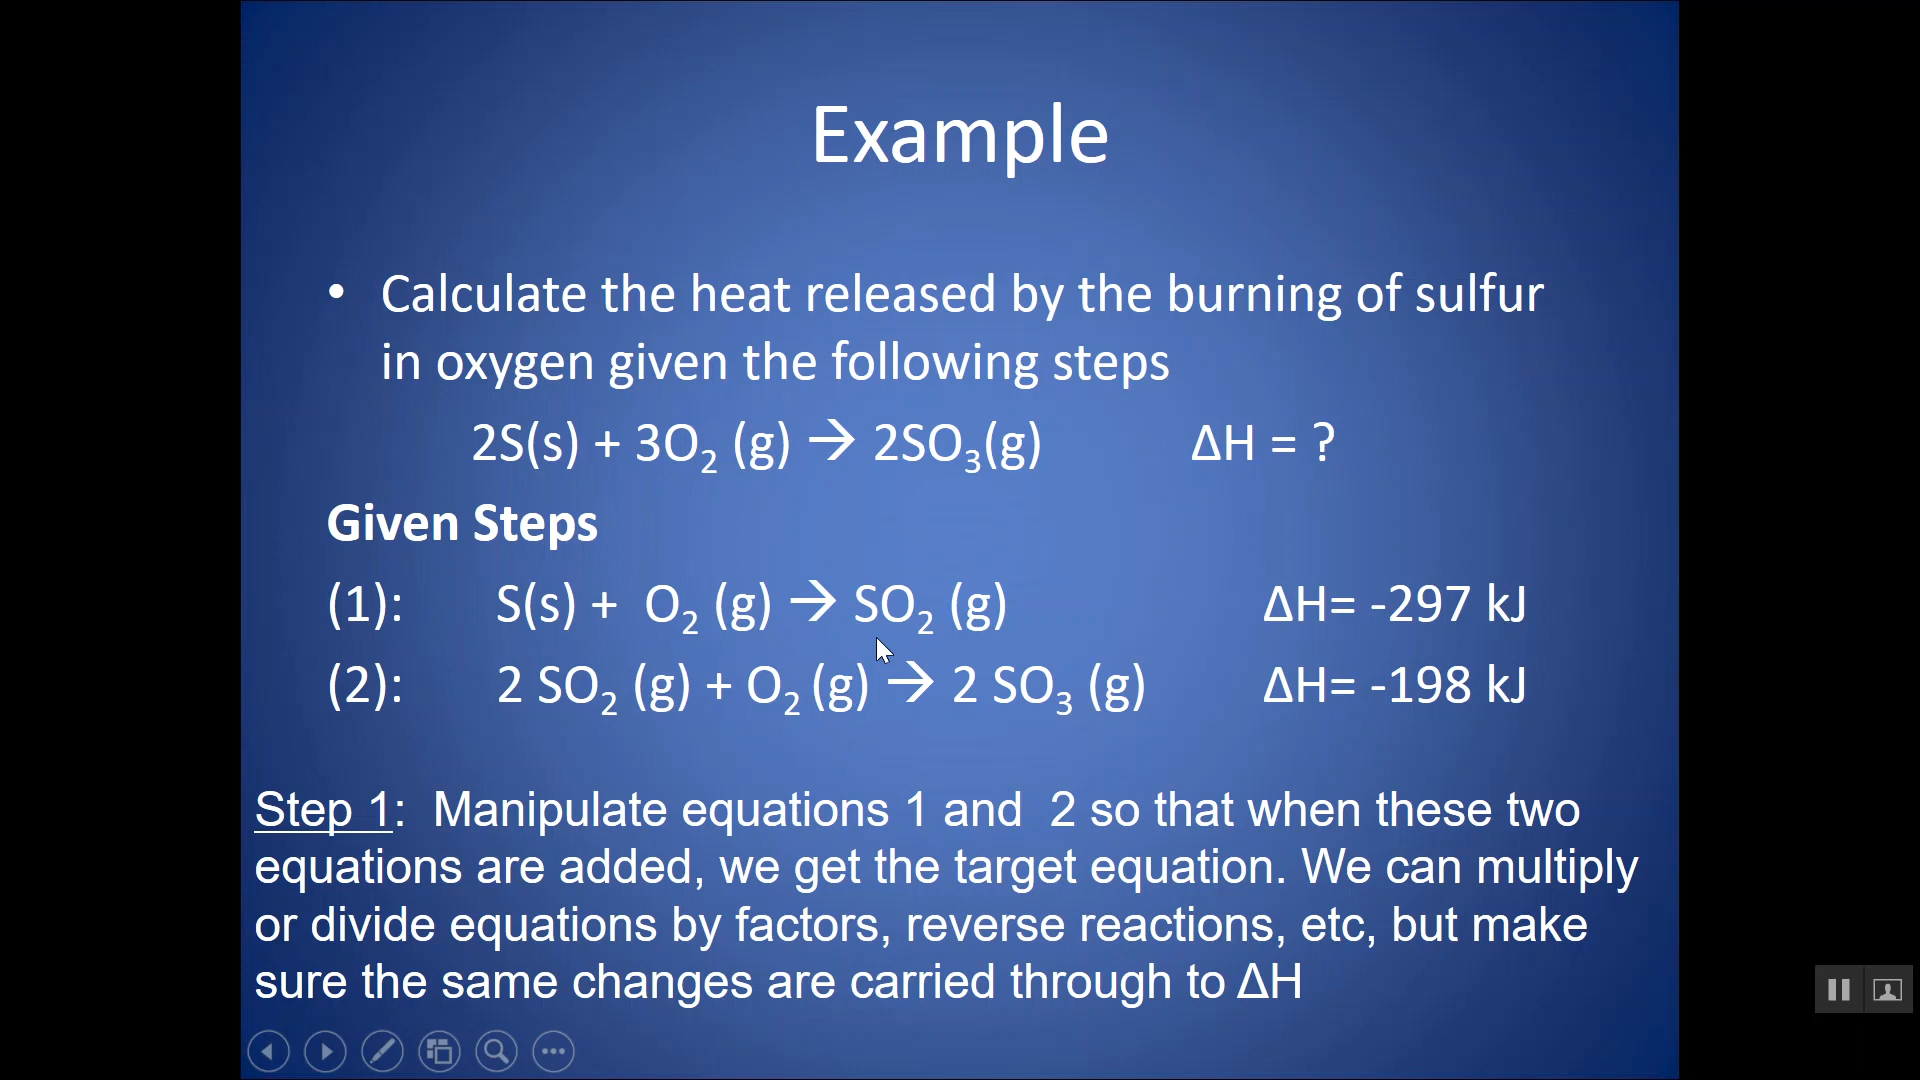 Example
• Calculate the heat released by the burning of sulfur
in oxygen given the following steps
2S(s) + 3O₂ (g) → 2SO₃(g) ΔH = ?
Given Steps
(1): S(s) + O₂ (g) → SO₂ (g) ΔH= -297 kJ
(2): 2 SO₂ (g) + O₂ (g) → 2 SO₃ (g) ΔH= -198 kJ
Step 1: Manipulate equations 1 and 2 so that when these two
equations are added, we get the target equation. We can multiply
or divide equations by factors, reverse reactions, etc, but make
sure the same changes are carried through to ΔH